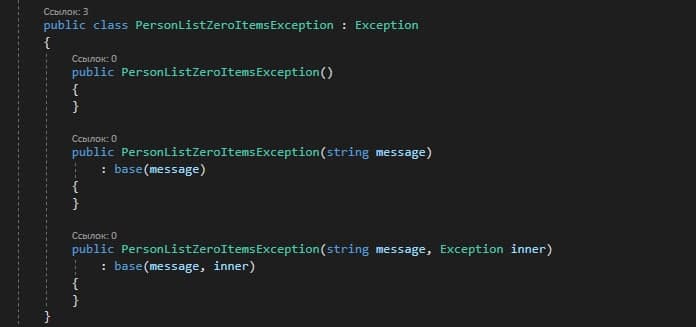 Ссылок: 3
public class PersonListZeroItemsException : Exception
{
Ссылок: 0
public PersonListZeroItemsException()
{
}
Ссылок: 0
public PersonListZeroItemsException(string message)
: base(message)
{
}
Ссылок: 0
public PersonListZeroItemsException(string message, Exception inner)
: base(message, inner)
{
}
}